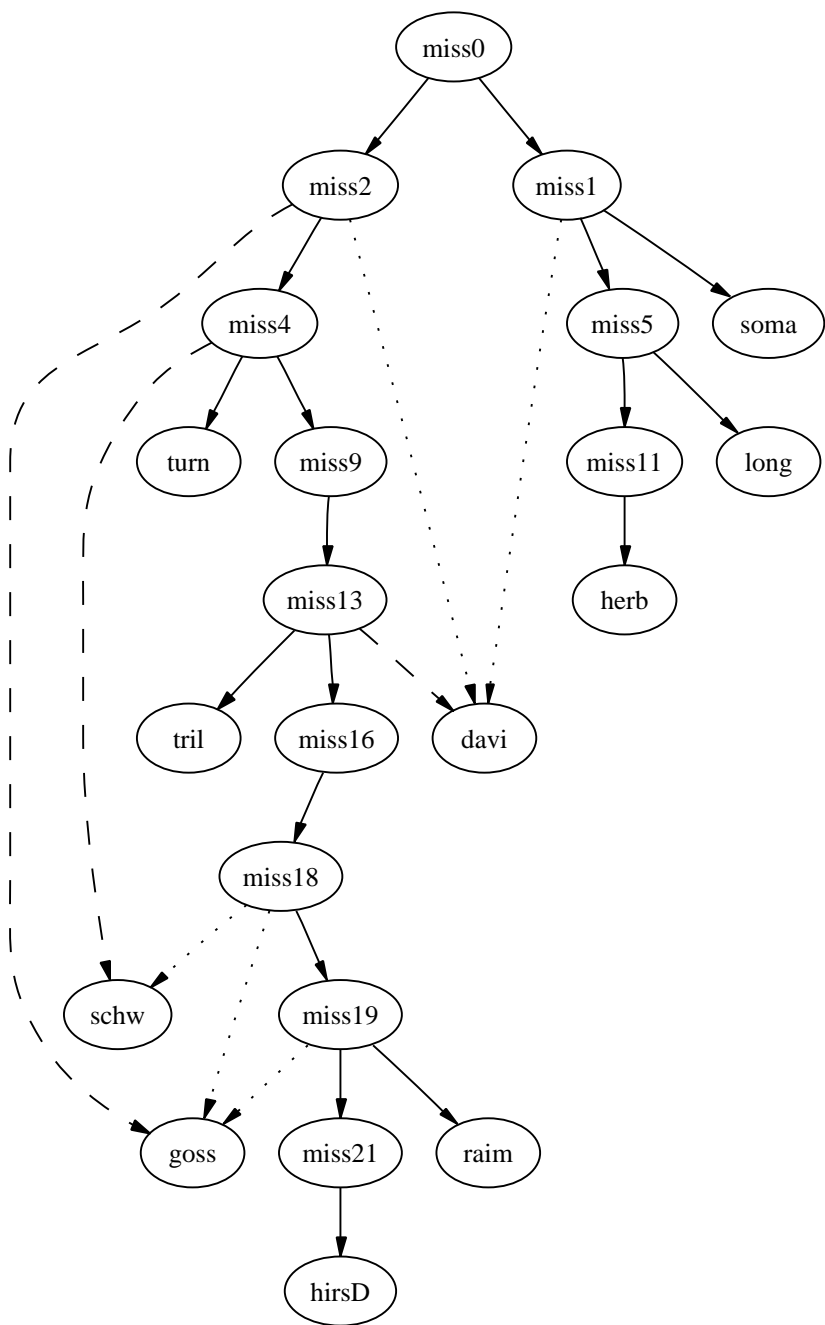 miss0
miss2 miss1
miss4 miss5 soma
turn miss9 miss11 long
miss13 herb
tril miss16 davi
miss18
schw miss19
goss miss21 raim
hirsD